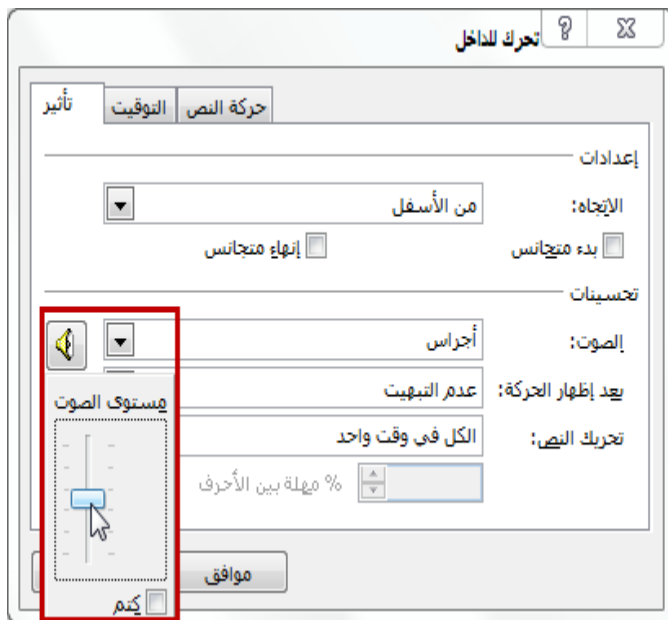 تحرك للداخل
تأثير التوقيت حركة النص
إعدادات
الاتجاه: من الأسفل
بدء متجانس إنهاء متجانس
تحسينات
الصوت: أجراس
بعد إظهار الحركة: عدم التبهيت
مستوى الصوت
تحريك النص: الكل في وقت واحد
% مهلة بين الأحرف
موافق
كتم